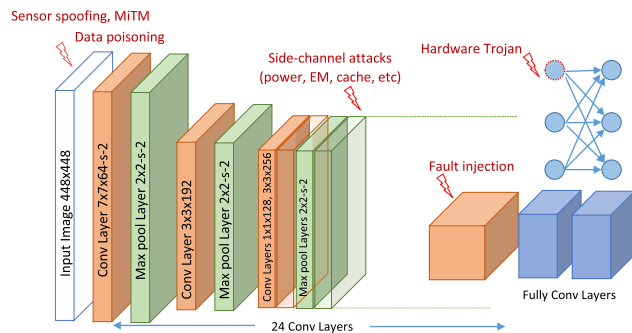 Sensor spoofing, MiTM
Data poisoning
Side-channel attacks
(power, EM, cache, etc)
Hardware Trojan
Fault injection
Input Image 448x448
Conv Layer 7x7x64-s-2
Max pool Layer 2x2-s-2
Conv Layer 3x3x192
Max pool Layer 2x2-s-2
Conv Layers 1x1x128, 3x3x256
Max pool Layers 2x2-s-2
Fully Conv Layers
24 Conv Layers